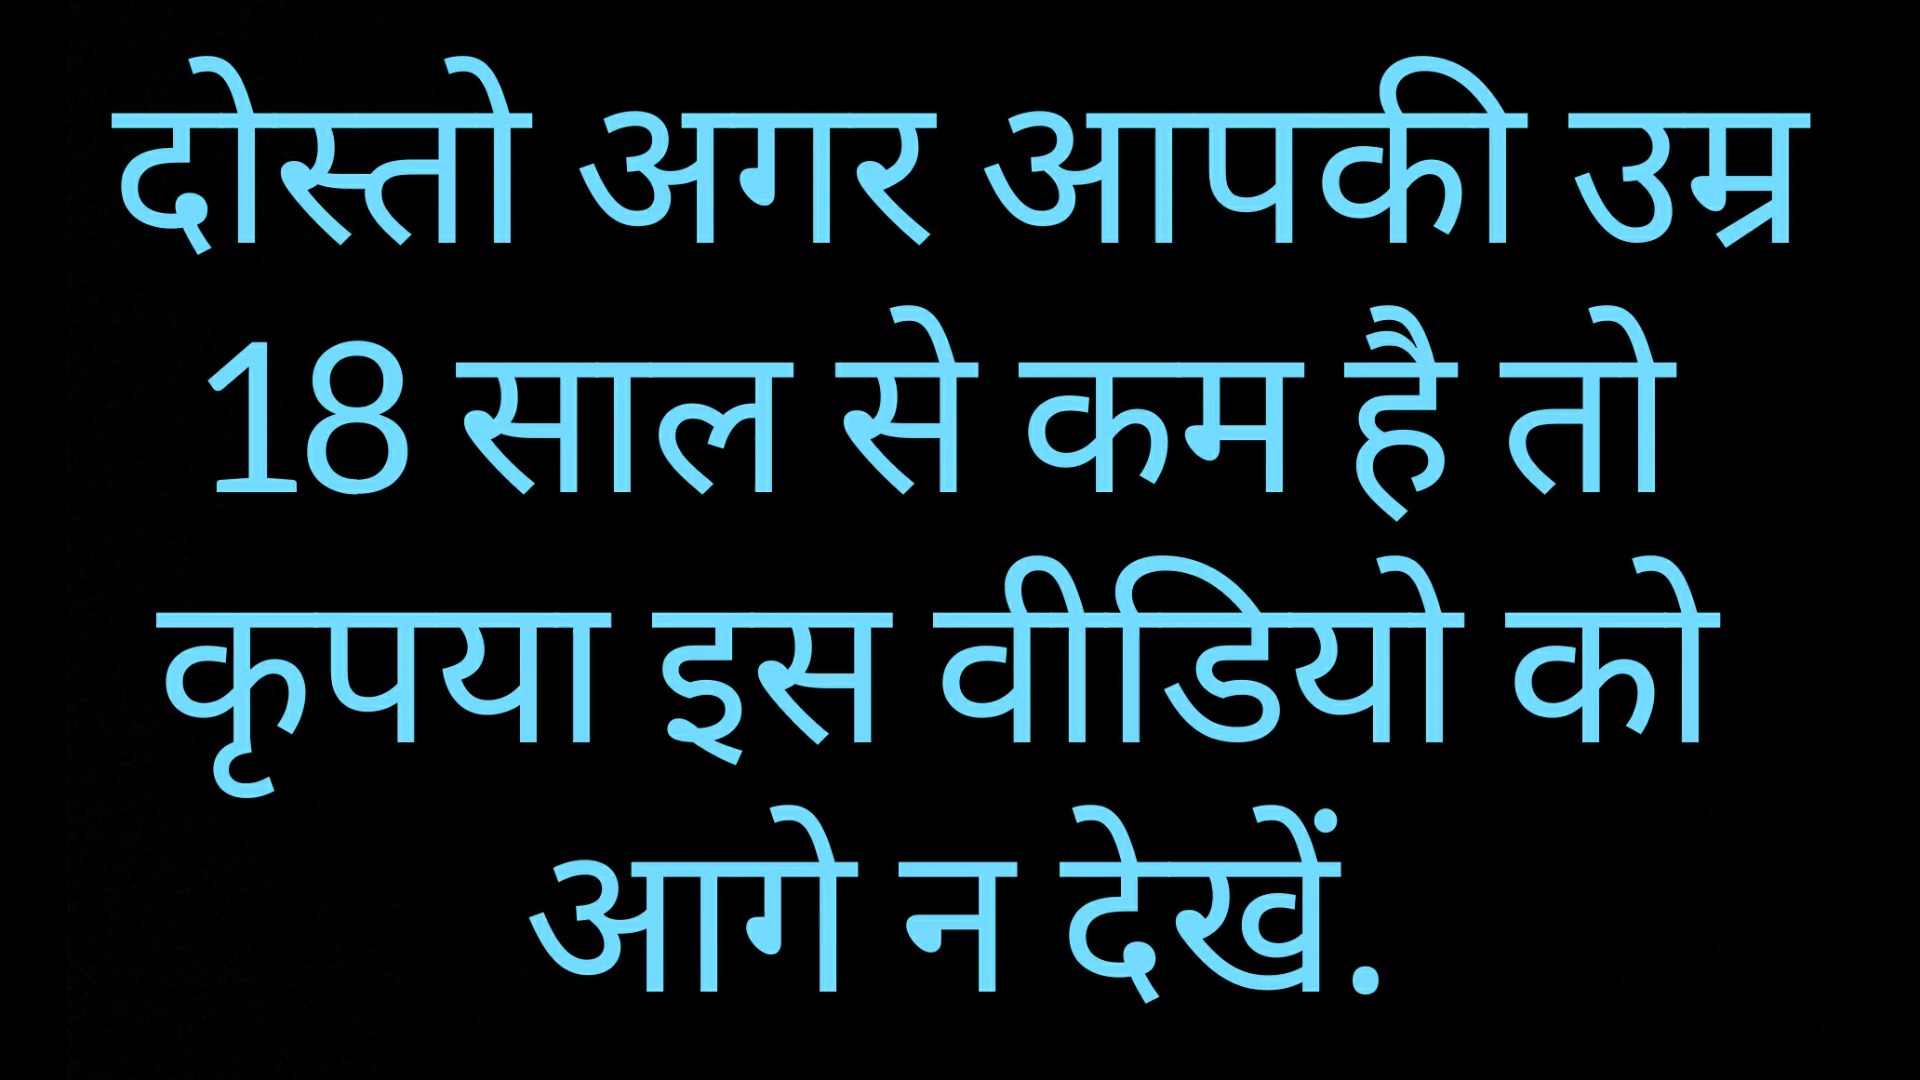 दोस्तो अगर आपकी उम्र
18 साल से कम है तो
कृपया इस वीडियो को
आगे न देखें.